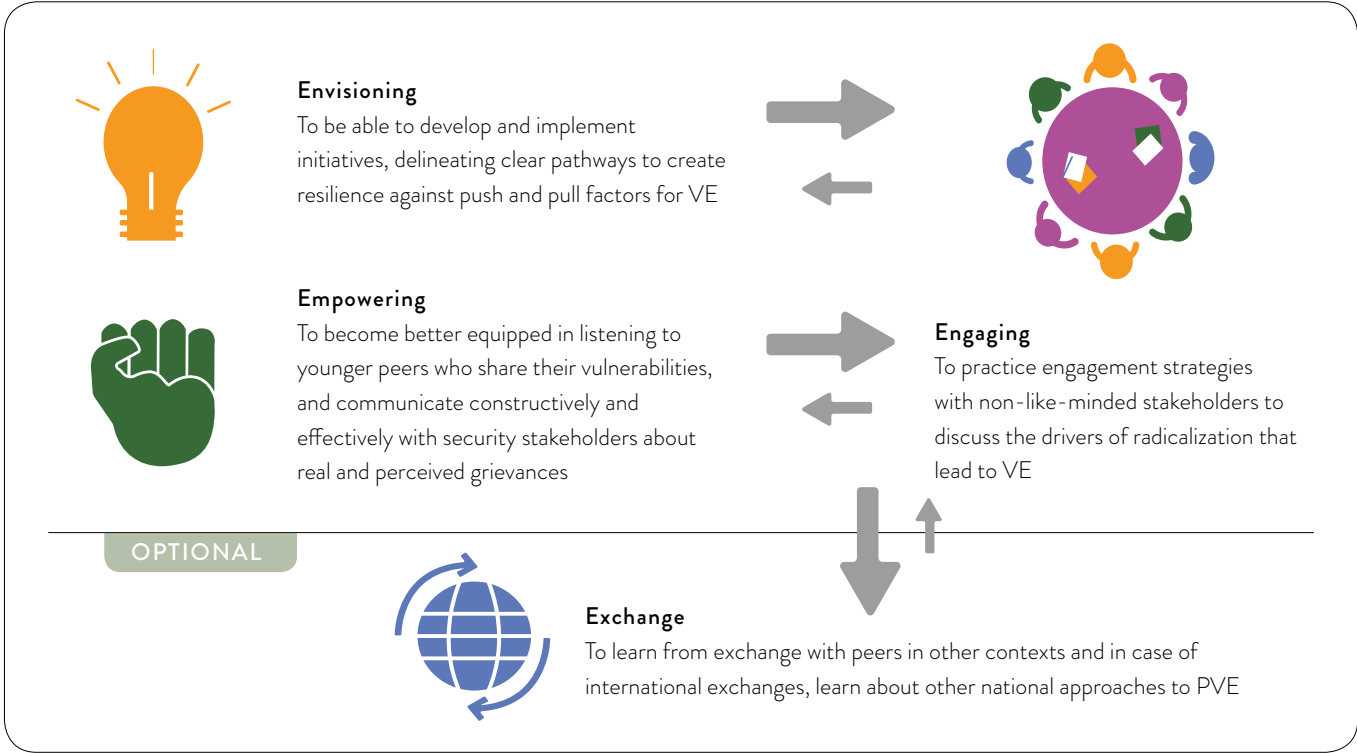 Envisioning
To be able to develop and implement
initiatives, delineating clear pathways to create
resilience against push and pull factors for VE
Empowering
To become better equipped in listening to
younger peers who share their vulnerabilities,
and communicate constructively and
effectively with security stakeholders about
real and perceived grievances
Engaging
To practice engagement strategies
with non-like-minded stakeholders to
discuss the drivers of radicalization that
lead to VE
OPTIONAL
Exchange
To learn from exchange with peers in other contexts and in case of
international exchanges, learn about other national approaches to PVE